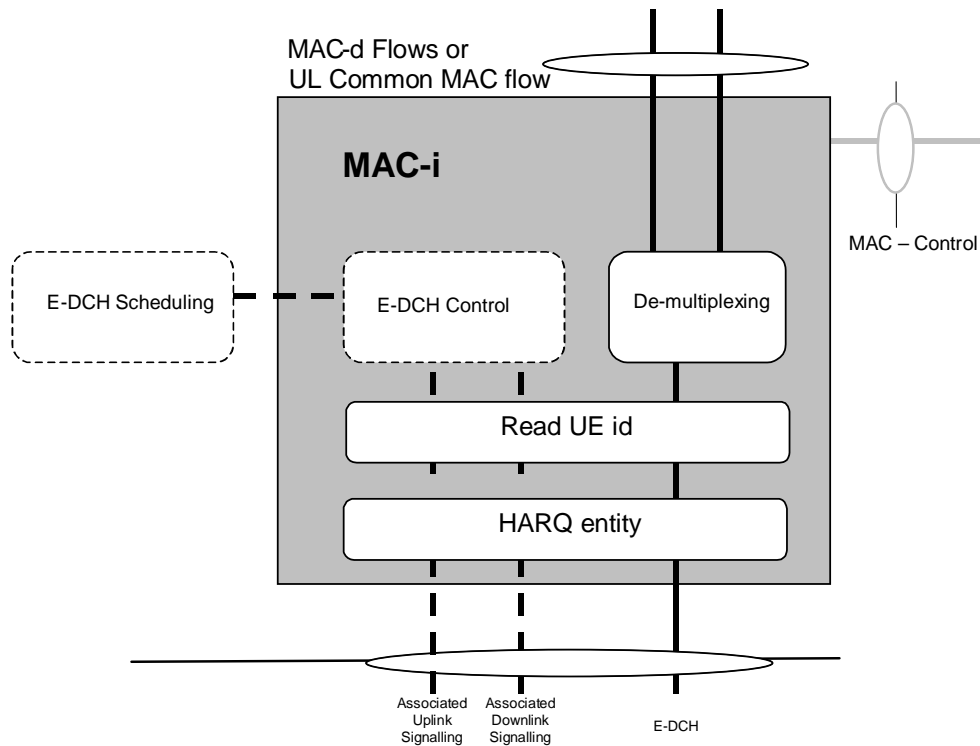 MAC-d Flows or
UL Common MAC flow
MAC-i
MAC – Control
E-DCH Scheduling
E-DCH Control
De-multiplexing
Read UE id
HARQ entity
Associated
Uplink
Signalling
Associated
Downlink
Signalling
E-DCH